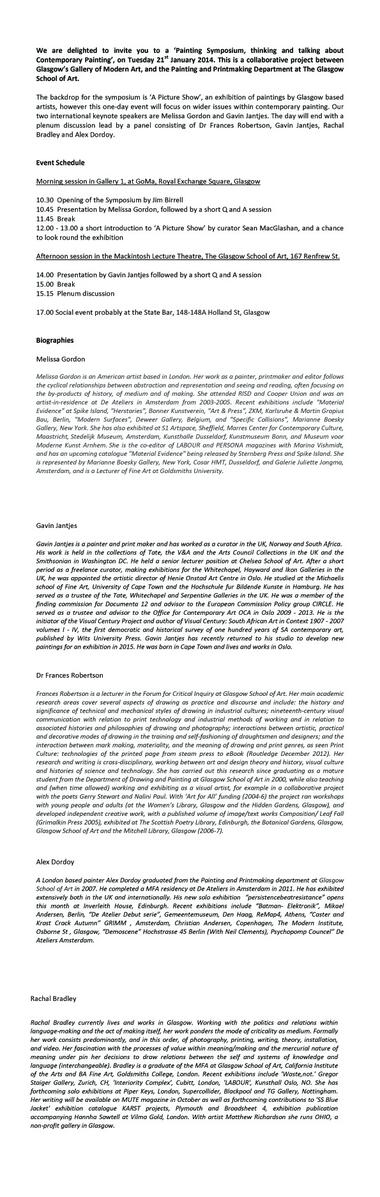 We are delighted to invite you to a 'Painting Symposium, thinking and talking about
Contemporary Painting', on Tuesday 21st January 2014. This is a collaborative project between
Glasgow's Gallery of Modern Art, and the Painting and Printmaking Department at The Glasgow
School of Art.
The backdrop for the symposium is 'A Picture Show', an exhibition of paintings by Glasgow based
artists, however this one-day event will focus on wider issues within contemporary painting. Our
two international keynote speakers are Melissa Gordon and Gavin Jantjes. The day will end with a
plenum discussion lead by a panel consisting of Dr Frances Robertson, Gavin Jantjes, Rachal
Bradley and Alex Dordoy.
Event Schedule
Morning session in Gallery 1, at GoMa, Royal Exchange Square, Glasgow
10.30 Opening of the Symposium by Jim Birrell
10.45 Presentation by Melissa Gordon, followed by a short Q and A session
11.45 Break
12.00 - 13.00 a short introduction to 'A Picture Show' by curator Sean MacGlashan, and a chance
to look round the exhibition
Afternoon session in the Mackintosh Lecture Theatre, The Glasgow School of Art, 167 Renfrew St.
14.00 Presentation by Gavin Jantjes followed by a short Q and A session
15.00 Break
15.15 Plenum discussion
17.00 Social event probably at the State Bar, 148-148A Holland St, Glasgow
Biographies
Melissa Gordon
Melissa Gordon is an American artist based in London. Her work as a painter, printmaker and editor follows
the cyclical relationships between abstraction and representation and seeing and reading, often focusing on
the by-products of history, of medium and of making. She attended RISD and Cooper Union and was an
artist-in-residence at De Ateliers in Amsterdam from 2003-2005. Recent exhibitions include "Material
Evidence" at Spike Island, "Herstories", Bonner Kunstverein, "Art & Press", ZKM, Karlsruhe & Martin Gropius
Bau, Berlin, "Modern Surfaces", Deweer Gallery, Belgium, and "Specific Collisions", Marianne Boesky
Gallery, New York. She has also exhibited at S1 Artspace, Sheffield, Marres Center for Contemporary Culture,
Maastricht, Stedelijk Museum, Amsterdam, Kunsthalle Dusseldorf, Kunstmuseum Bonn, and Museum voor
Moderne Kunst Arnhem. She is the co-editor of LABOUR and PERSONA magazines with Marina Vishmidt,
and has an upcoming catalogue "Material Evidence" being released by Sternberg Press and Spike Island. She
is represented by Marianne Boesky Gallery, New York, Cosar HMT, Dusseldorf, and Galerie Juliette Jongma,
Amsterdam, and is a Lecturer of Fine Art at Goldsmiths University.
Gavin Jantjes
Gavin Jantjes is a painter and print maker and has worked as a curator in the UK, Norway and South Africa.
His work is held in the collections of Tate, the V&A and the Arts Council Collections in the UK and the
Smithsonian in Washington DC. He held a senior lecturer position at Chelsea School of Art. After a short
period as a freelance curator, making exhibitions for the Whitechapel, Hayward and Ikon Galleries in the
UK, he was appointed the artistic director of Henie Onstad Art Centre in Oslo. He studied at the Michaelis
school of Fine Art, University of Cape Town and the Hochschule fur Bildende Kunste in Hamburg. He has
served as a trustee of the Tate, Whitechapel and Serpentine Galleries in the UK. He was a member of the
finding commission for Documenta 12 and advisor to the European Commission Policy group CIRCLE. He
served as a trustee and advisor to the Office for Contemporary Art OCA in Oslo 2009 - 2013. He is the
initiator of the Visual Century Project and author of Visual Century: South African Art in Context 1907 - 2007
volumes I - IV, the first democratic and historical survey of one hundred years of SA contemporary art,
published by Wits University Press. Gavin Jantjes has recently returned to his studio to develop new
paintings for an exhibition in 2015. He was born in Cape Town and lives and works in Oslo.
Dr Frances Robertson
Frances Robertson is a lecturer in the Forum for Critical Inquiry at Glasgow School of Art. Her main academic
research areas cover several aspects of drawing as practice and discourse and include: the history and
significance of technical and mechanical styles of drawing in industrial cultures; nineteenth-century visual
communication with relation to print technology and industrial methods of working and in relation to
associated histories and philosophies of drawing and photography; interactions between artistic, practical
and decorative modes of drawing in the training and self-fashioning of draughtsmen and designers; and the
interaction between mark making, materiality, and the meaning of drawing and print genres, as seen Print
Culture: technologies of the printed page from steam press to eBook (Routledge December 2012). Her
research and writing is cross-disciplinary, working between art and design theory and history, visual culture
and histories of science and technology. She has carried out this research since graduating as a mature
student from the Department of Drawing and Painting at Glasgow School of Art in 2000, while also teaching
and (when time allowed) working and exhibiting as a visual artist, for example in a collaborative project with
the poets Gerry Stewart and Nalini Paul. With 'Art for All' funding (2004-6) the project ran workshops
with young people and adults (at the Women's Library, Glasgow and the Hidden Gardens, Glasgow), and
developed independent creative work, with a published volume of image/text works Composition/ Leaf Fall
(Grimalkin Press 2005), exhibited at The Scottish Poetry Library, Edinburgh, the Botanical Gardens, Glasgow,
Glasgow School of Art and the Mitchell Library, Glasgow (2006-7).
Alex Dordoy
A London based painter Alex Dordoy graduated from the Painting and Printmaking department at Glasgow
School of Art in 2007. He completed a MFA residency at De Ateliers in Amsterdam in 2011. He has exhibited
extensively both in the UK and internationally. His new solo exhibition "persistencebeatresistance" opens
this month at Inverleith House, Edinburgh. Recent exhibitions include "Batman- Elektronik", Mikael
Andersen, Berlin, "De Atelier Debut serie", Gemeentemuseum, Den Haag, ReMap4, Athens, "Caster and
Krast Crack Autumn" GRIMM , Amsterdam, Christian Andersen, Copenhagen, The Modern Institute,
Osborne St , Glasgow, "Demoscene" Hochstrasse 45 Berlin (With Neil Clements), Psychopomp Councel" De
Ateliers Amsterdam.
Rachal Bradley
Rachal Bradley currently lives and works in Glasgow. Working with the politics and relations within
language-making and the act of making itself, her work ponders the mode of criticality as medium. Formally
her work consists predominantly, and in this order, of photography, printing, writing, theory, installation,
and video. Her fascination with the processes of value within meaning/making and the mercurial nature of
meaning under pin her decisions to draw relations between the self and systems of knowledge and
language (interchangeable). Bradley is a graduate of the MFA at Glasgow School of Art, California Institute
of the Arts and BA Fine Art, Goldsmiths College, London. Recent exhibitions include 'Waste,not.' Gregor
Staiger Gallery, Zurich, CH, 'Interiority Complex', Cubitt, London, 'LABOUR', Kunsthall Oslo, NO. She has
forthcoming solo exhibitions at Piper Keys, London, Supercollider, Blackpool and TG Gallery, Nottingham.
Her writing will be available on MUTE magazine in October as well as forthcoming contributions to 'SS Blue
Jacket' exhibition catalogue KARST projects, Plymouth and Broadsheet 4, exhibition publication
accompanying Hannha Sawtell at Vilma Gold, London. With artist Matthew Richardson she runs OHIO, a
non-profit gallery in Glasgow.